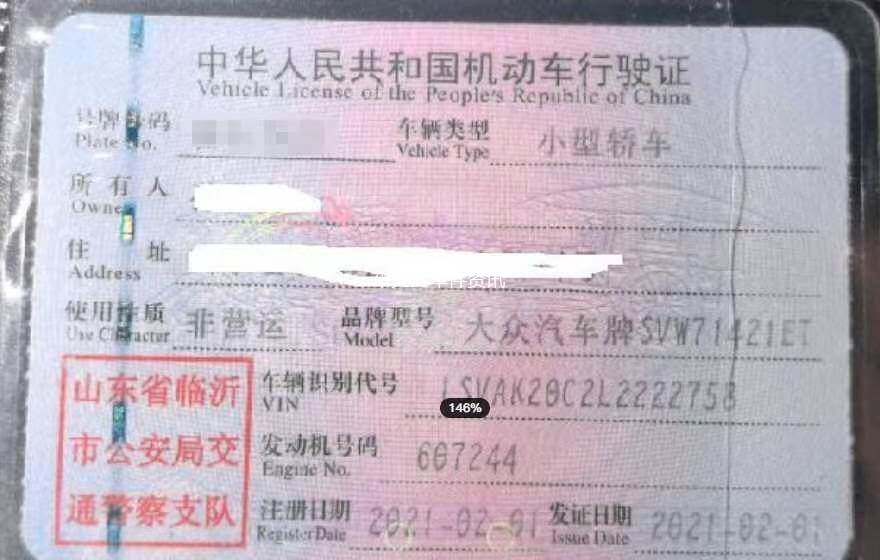 中华人民共和国机动车行驶证
Vehicle License of the People's Republic of China
号牌号码 车辆类型 小型轿车
Plate No. Vehicle Type
所有人
Owner
住址
Address
车资讯
使用性质 非营运 品牌型号 大众汽车牌SVW71421ET
Use Character Model
山东省临沂 车辆识别代号 LSVAK20C2L2222758
VIN
146%
市公安局交 发动机号码 607244
Engine No.
通警察支队 注册日期 2021-02-01 发证日期 2021-02-01
Register Date Issue Date